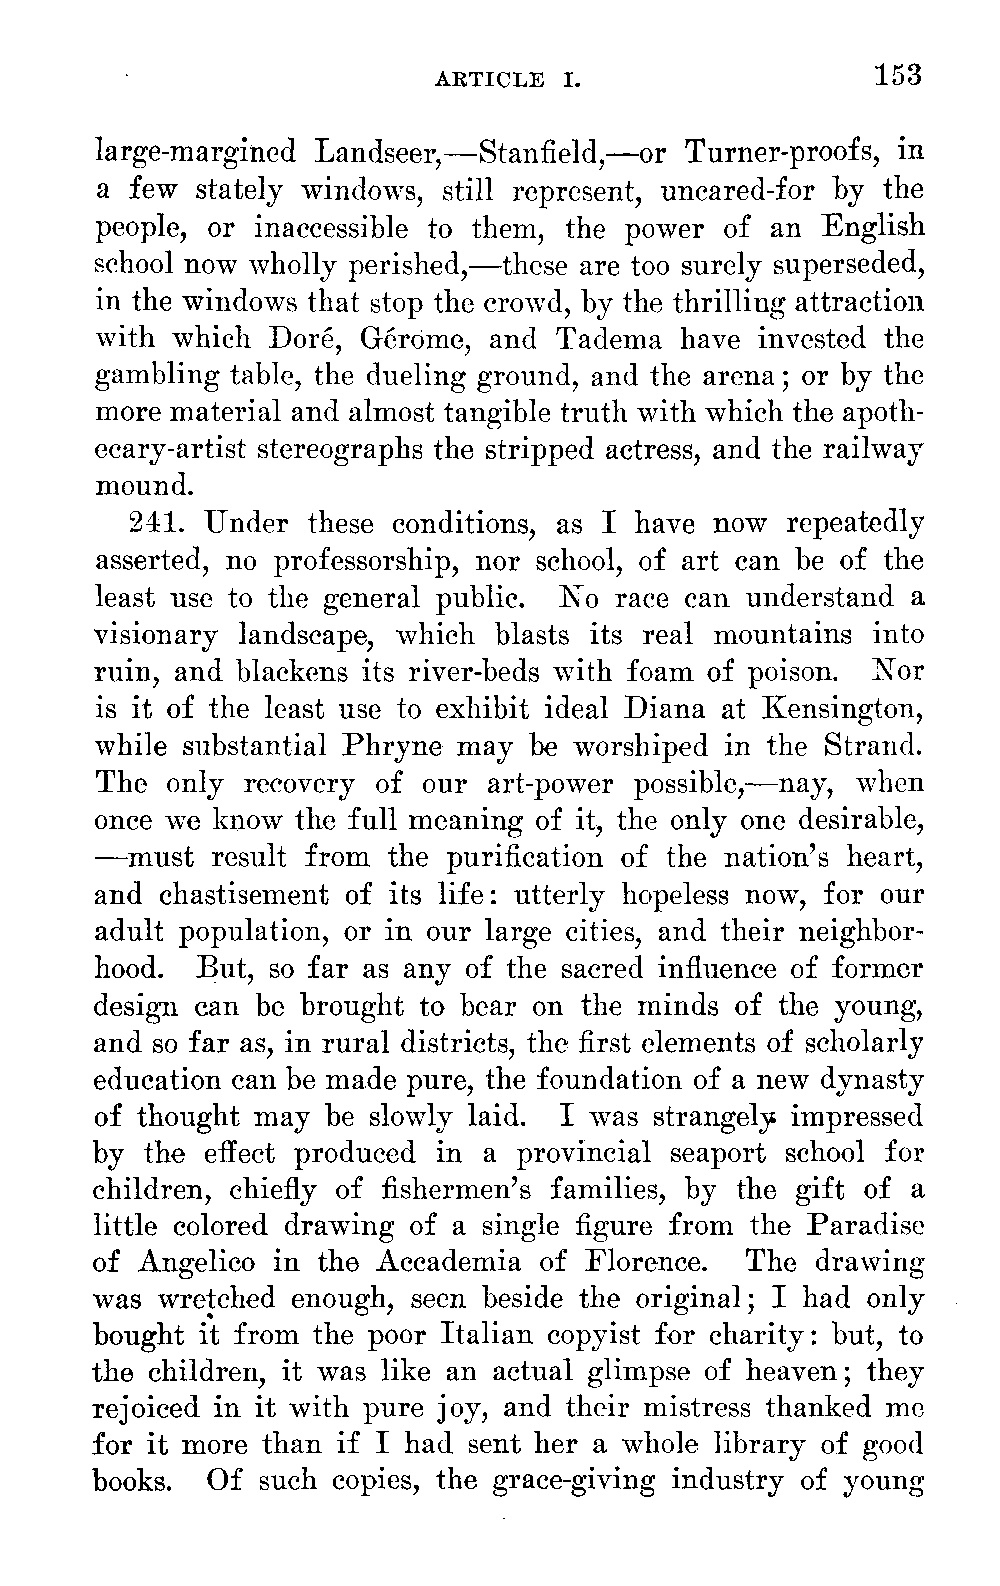 ARTICLE I. 153
large-margined Landseer,—Stanfield,—or Turner-proofs, in
a few stately windows, still represent, uncared-for by the
people, or inaccessible to them, the power of an English
school now wholly perished,—these are too surely superseded,
in the windows that stop the crowd, by the thrilling attraction
with which Doré, Gérome, and Tadema have invested the
gambling table, the dueling ground, and the arena; or by the
more material and almost tangible truth with which the apoth-
ecary-artist stereographs the stripped actress, and the railway
mound.
241. Under these conditions, as I have now repeatedly
asserted, no professorship, nor school, of art can be of the
least use to the general public. No race can understand a
visionary landscape, which blasts its real mountains into
ruin, and blackens its river-beds with foam of poison. Nor
is it of the least use to exhibit ideal Diana at Kensington,
while substantial Phryne may be worshiped in the Strand.
The only recovery of our art-power possible,—nay, when
once we know the full meaning of it, the only one desirable,
—must result from the purification of the nation's heart,
and chastisement of its life: utterly hopeless now, for our
adult population, or in our large cities, and their neighbor-
hood. But, so far as any of the sacred influence of former
design can be brought to bear on the minds of the young,
and so far as, in rural districts, the first elements of scholarly
education can be made pure, the foundation of a new dynasty
of thought may be slowly laid. I was strangely impressed
by the effect produced in a provincial seaport school for
children, chiefly of fishermen's families, by the gift of a
little colored drawing of a single figure from the Paradise
of Angelico in the Accademia of Florence. The drawing
was wretched enough, seen beside the original; I had only
bought it from the poor Italian copyist for charity: but, to
the children, it was like an actual glimpse of heaven; they
rejoiced in it with pure joy, and their mistress thanked me
for it more than if I had sent her a whole library of good
books. Of such copies, the grace-giving industry of young